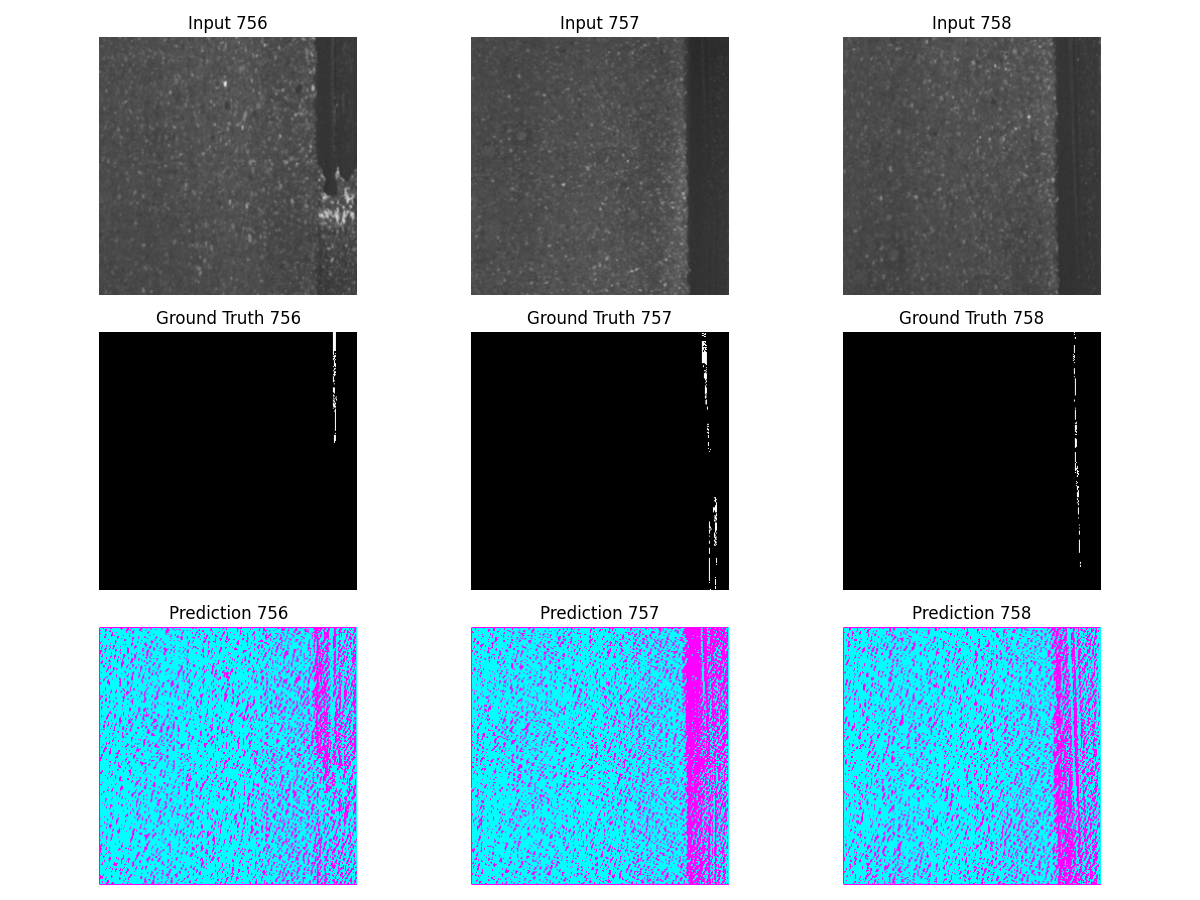 Input 756
Input 757
Input 758
Ground Truth 756
Ground Truth 757
Ground Truth 758
Prediction 756
Prediction 757
Prediction 758